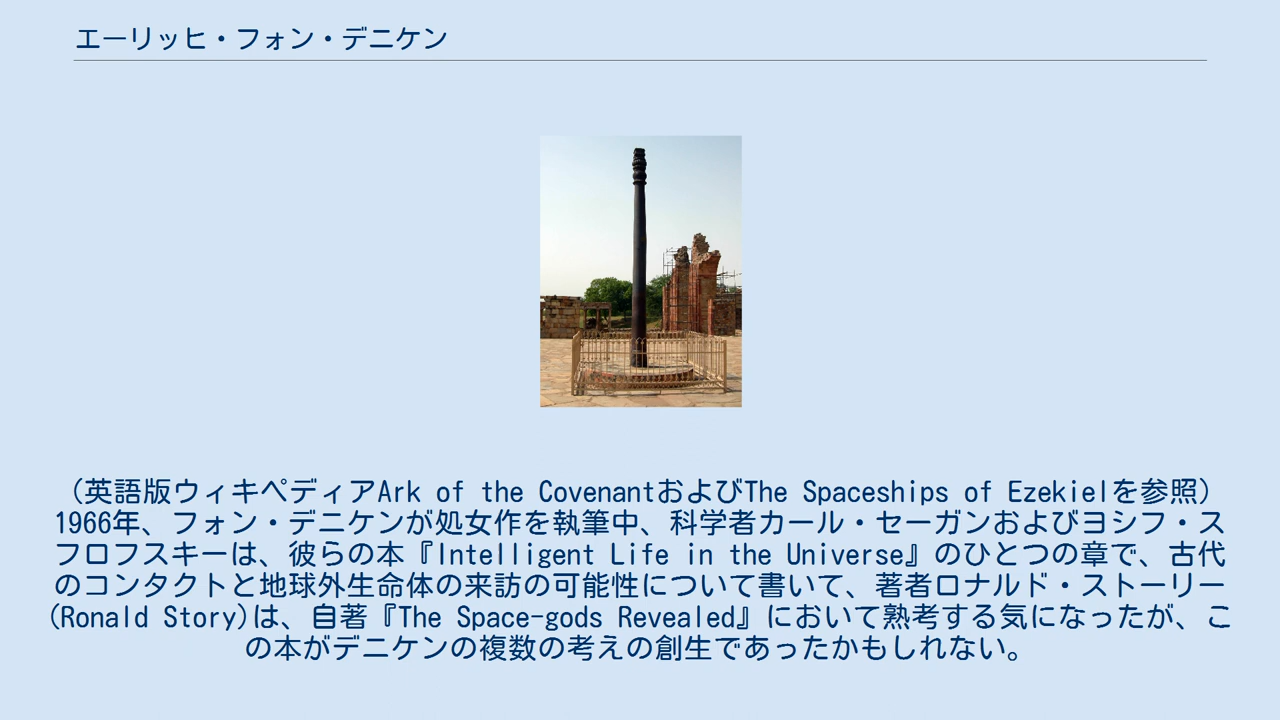 エーリッヒ・フォン・デニケン
（英語版ウィキペディアArk of the CovenantおよびThe Spaceships of Ezekielを参照）
1966年、フォン・デニケンが処女作を執筆中、科学者カール・セーガンおよびヨシフ・ス
フロフスキーは、彼らの本『Intelligent Life in the Universe』のひとつの章で、古代
のコンタクトと地球外生命体の来訪の可能性について書いて、著者ロナルド・ストーリー
(Ronald Story)は、自著『The Space-gods Revealed』において熟考する気になったが、こ
の本がデニケンの複数の考えの創生であったかもしれない。